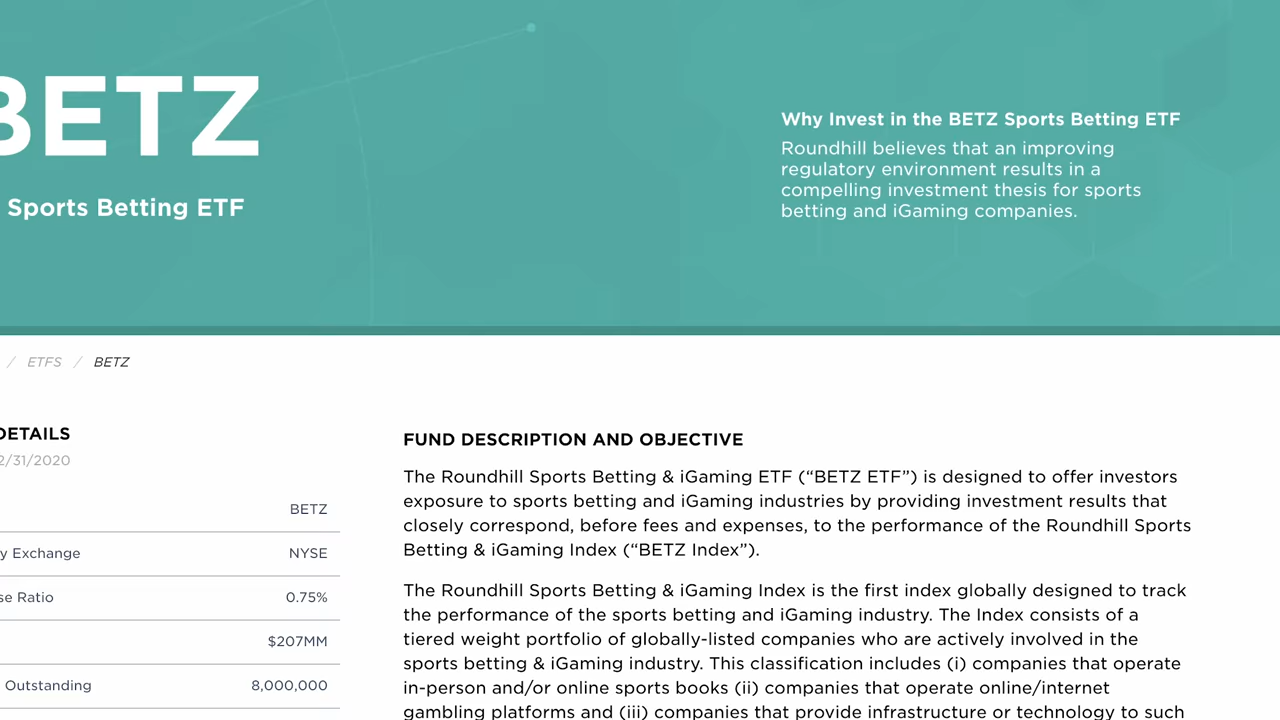 BETZ
Sports Betting ETF
Why Invest in the BETZ Sports Betting ETF
Roundhill believes that an improving
regulatory environment results in a
compelling investment thesis for sports
betting and iGaming companies.
/ ETFS / BETZ
DETAILS
2/31/2020
BETZ
y Exchange NYSE
se Ratio 0.75%
$207MM
Outstanding 8,000,000
FUND DESCRIPTION AND OBJECTIVE
The Roundhill Sports Betting & iGaming ETF (“BETZ ETF”) is designed to offer investors
exposure to sports betting and iGaming industries by providing investment results that
closely correspond, before fees and expenses, to the performance of the Roundhill Sports
Betting & iGaming Index (“BETZ Index”).
The Roundhill Sports Betting & iGaming Index is the first index globally designed to track
the performance of the sports betting and iGaming industry. The Index consists of a
tiered weight portfolio of globally-listed companies who are actively involved in the
sports betting & iGaming industry. This classification includes (i) companies that operate
in-person and/or online sports books (ii) companies that operate online/internet
gambling platforms and (iii) companies that provide infrastructure or technology to such